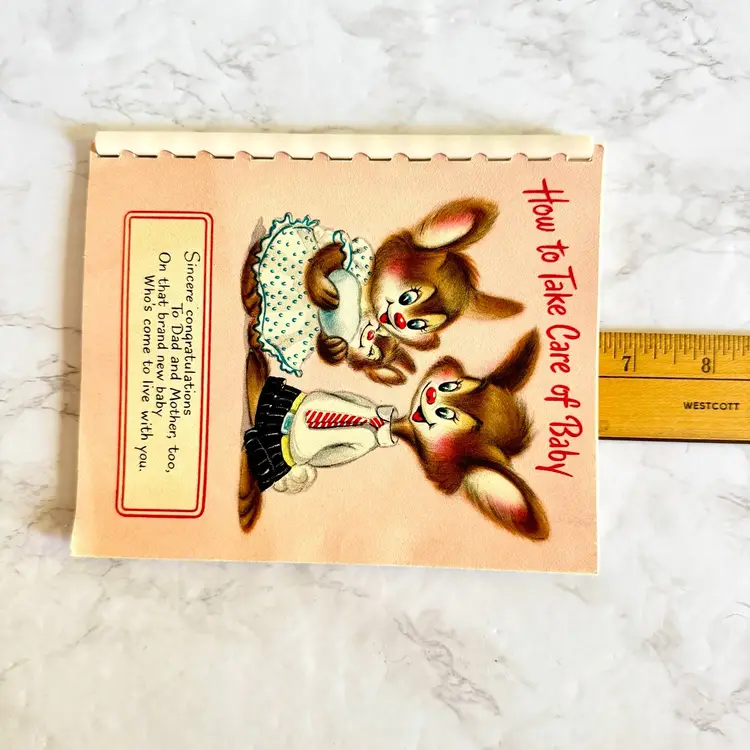 How to Take Care of Baby
Sincere congratulations
To Dad and Mother, too,
On that brand new baby
Who's come to live with you.
7
8
WESTCOTT